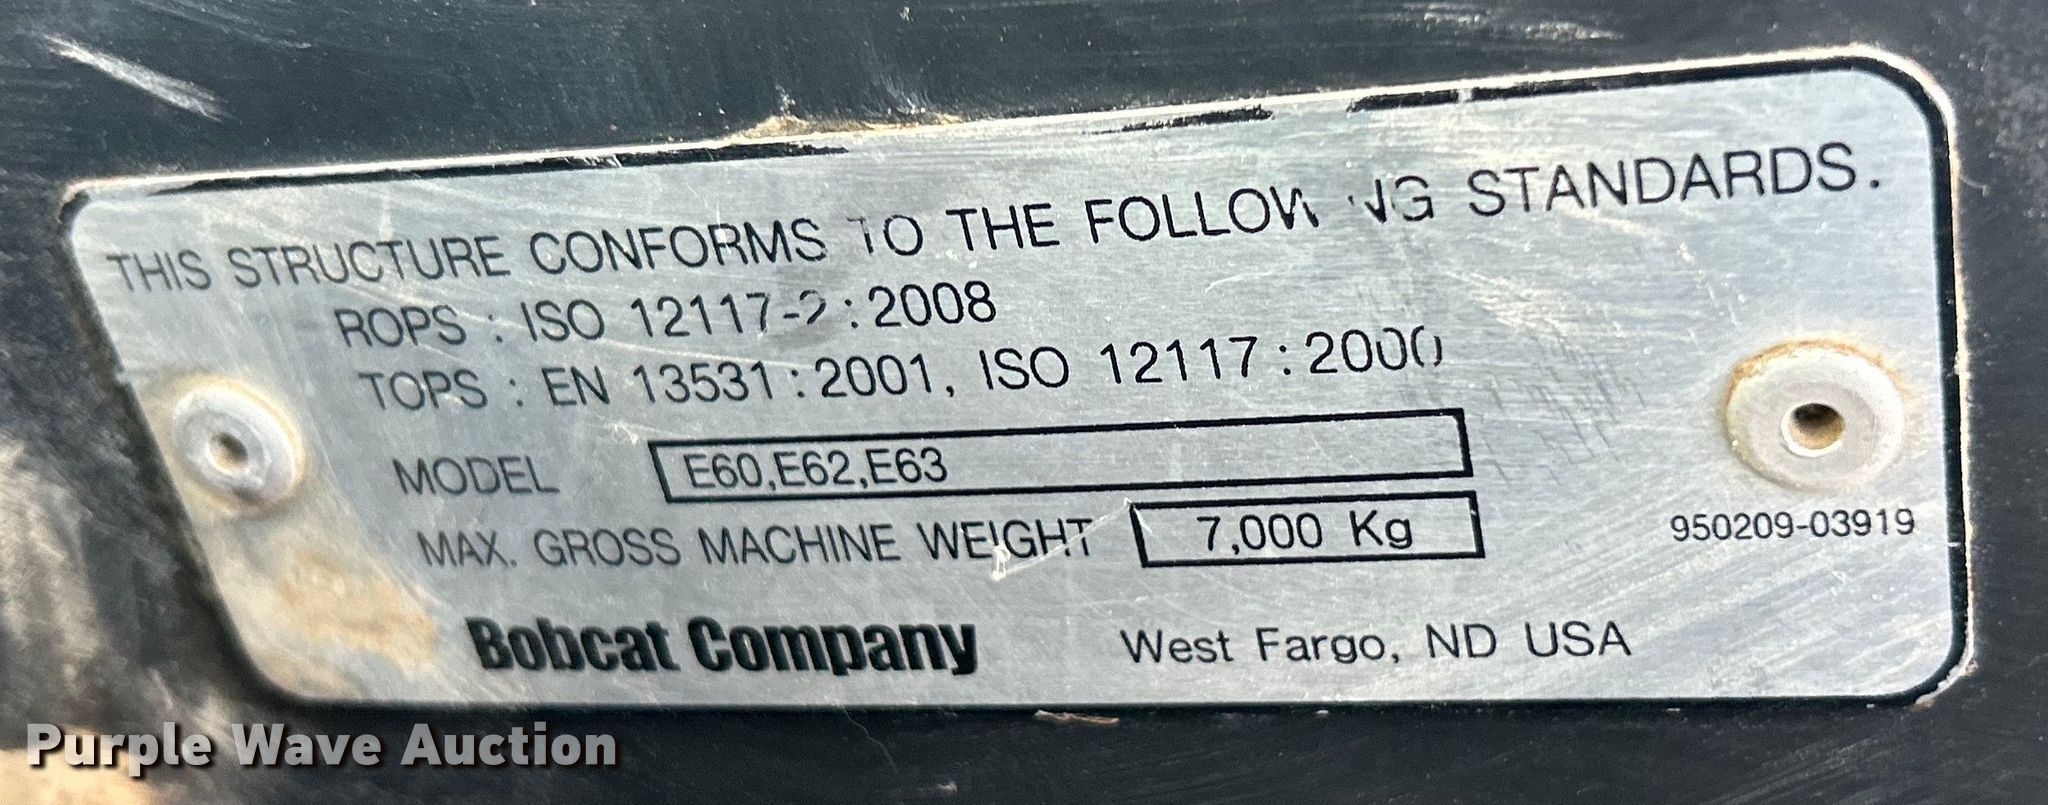 THIS STRUCTURE CONFORMS TO THE FOLLOWING STANDARDS.
ROPS : ISO 12117-2 : 2008
TOPS : EN 13531 : 2001, ISO 12117 : 2000
MODEL E60,E62,E63
MAX. GROSS MACHINE WEIGHT 7,000 Kg
950209-03919
Bobcat Company West Fargo, ND USA
Purple Wave Auction